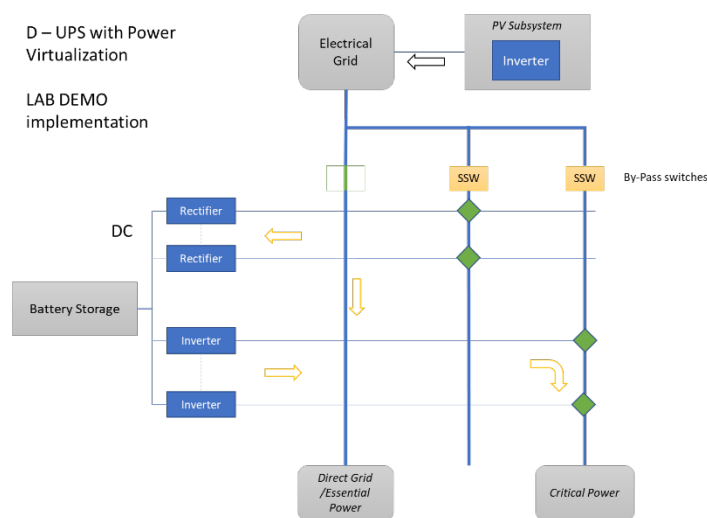 D – UPS with Power
Virtualization
LAB DEMO
implementation
Electrical
Grid
PV Subsystem
Inverter
SSW
SSW
By-Pass switches
Rectifier
DC
Rectifier
Battery Storage
Inverter
Inverter
Direct Grid
/Essential
Power
Critical Power